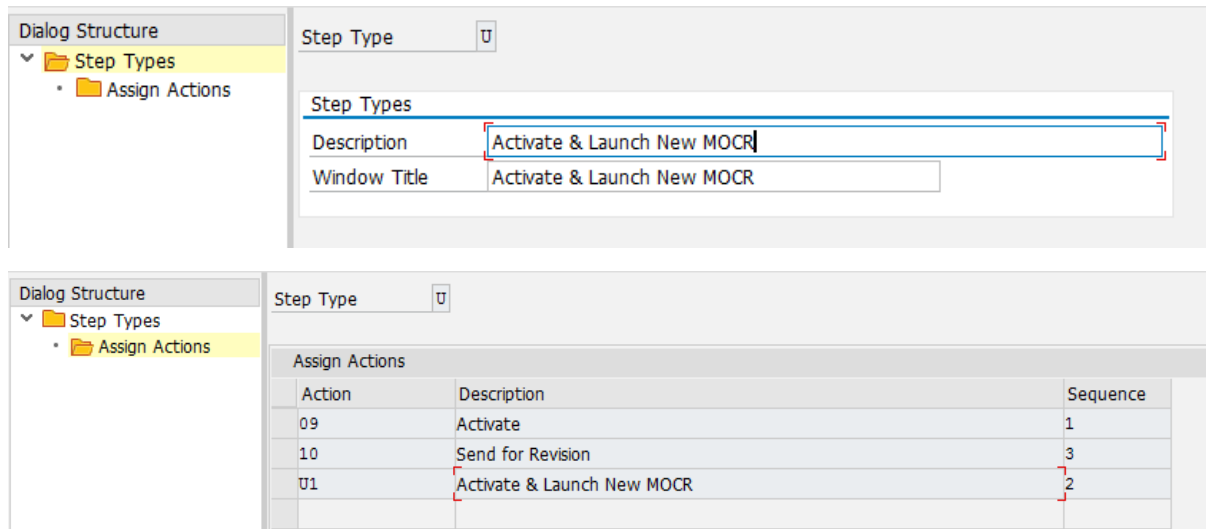 Dialog Structure
Step Types
Assign Actions
Step Type U
Step Types
Description Activate & Launch New MOCR
Window Title Activate & Launch New MOCR
Dialog Structure
Step Types
Assign Actions
Step Type U
Assign Actions
Action Description Sequence
09 Activate 1
10 Send for Revision 3
U1 Activate & Launch New MOCR 2